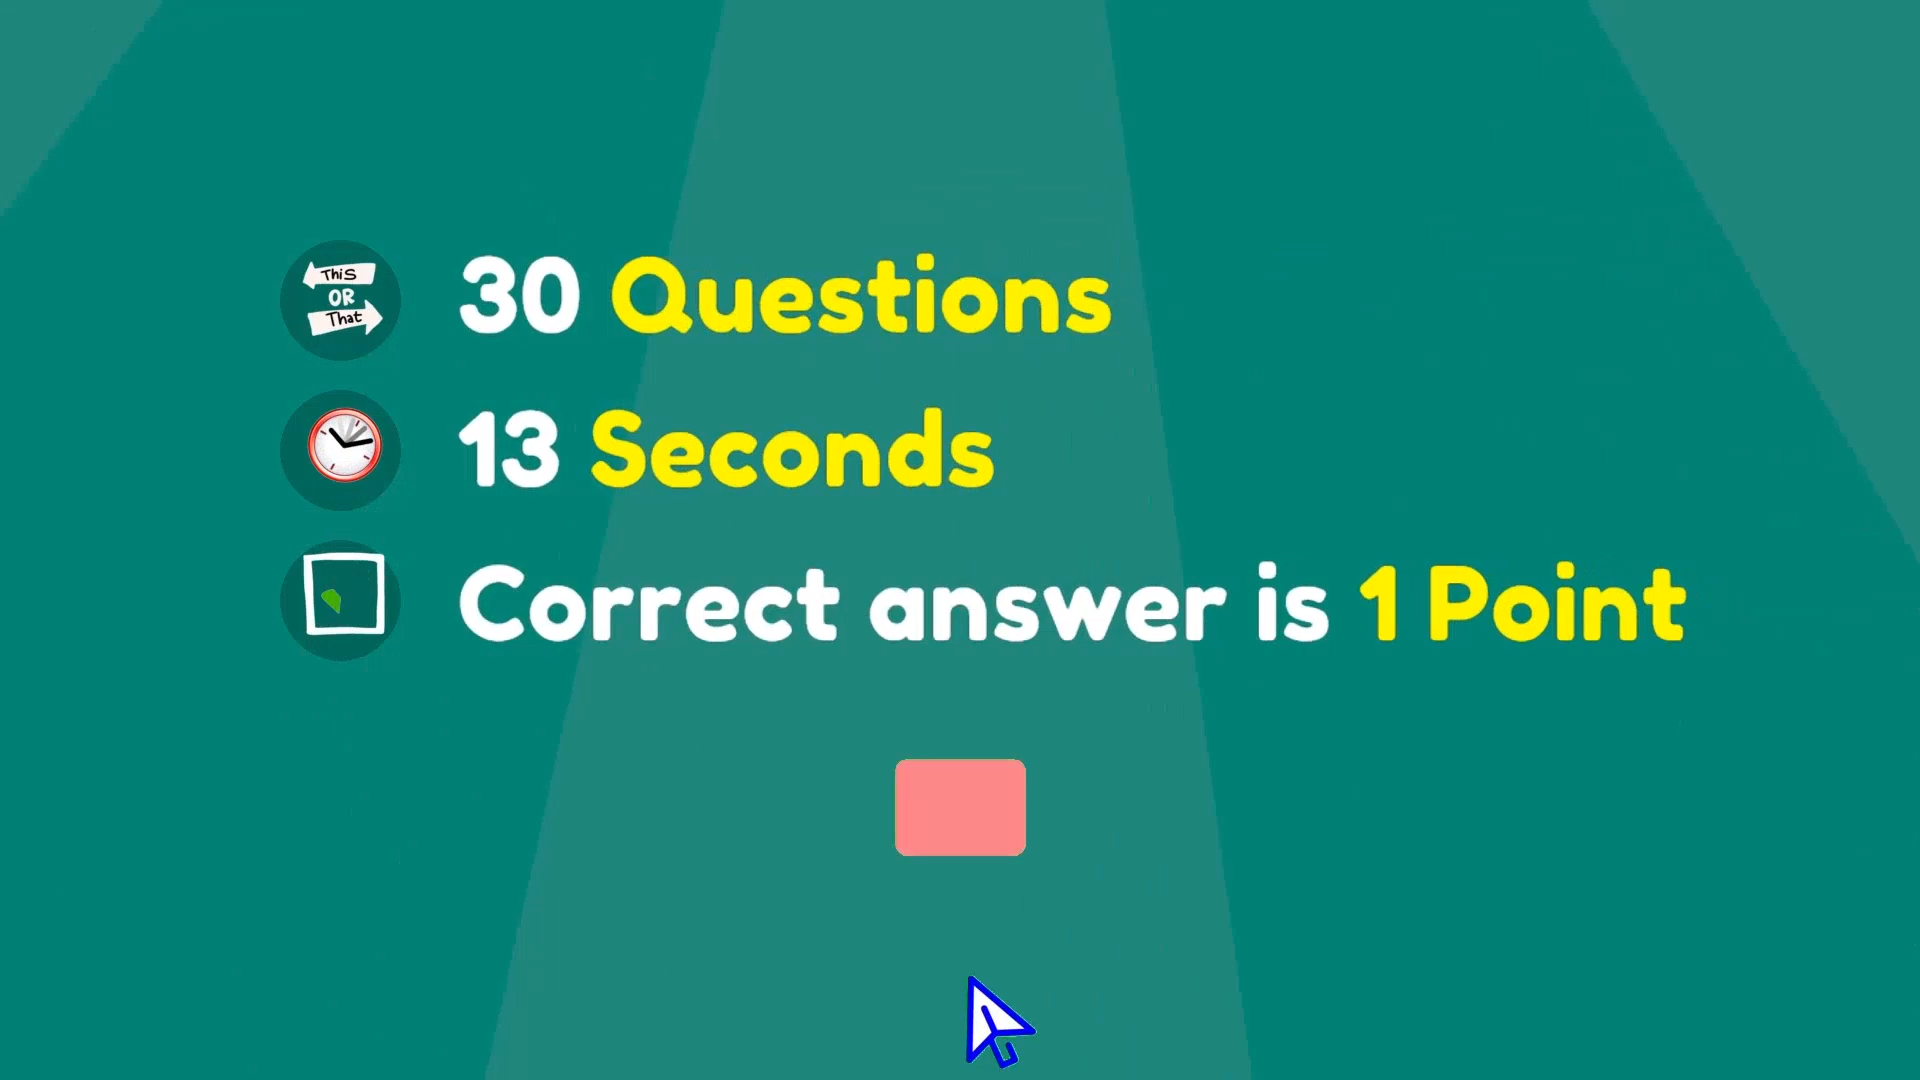 This
OR
That
30 Questions
13 Seconds
Correct answer is 1 Point